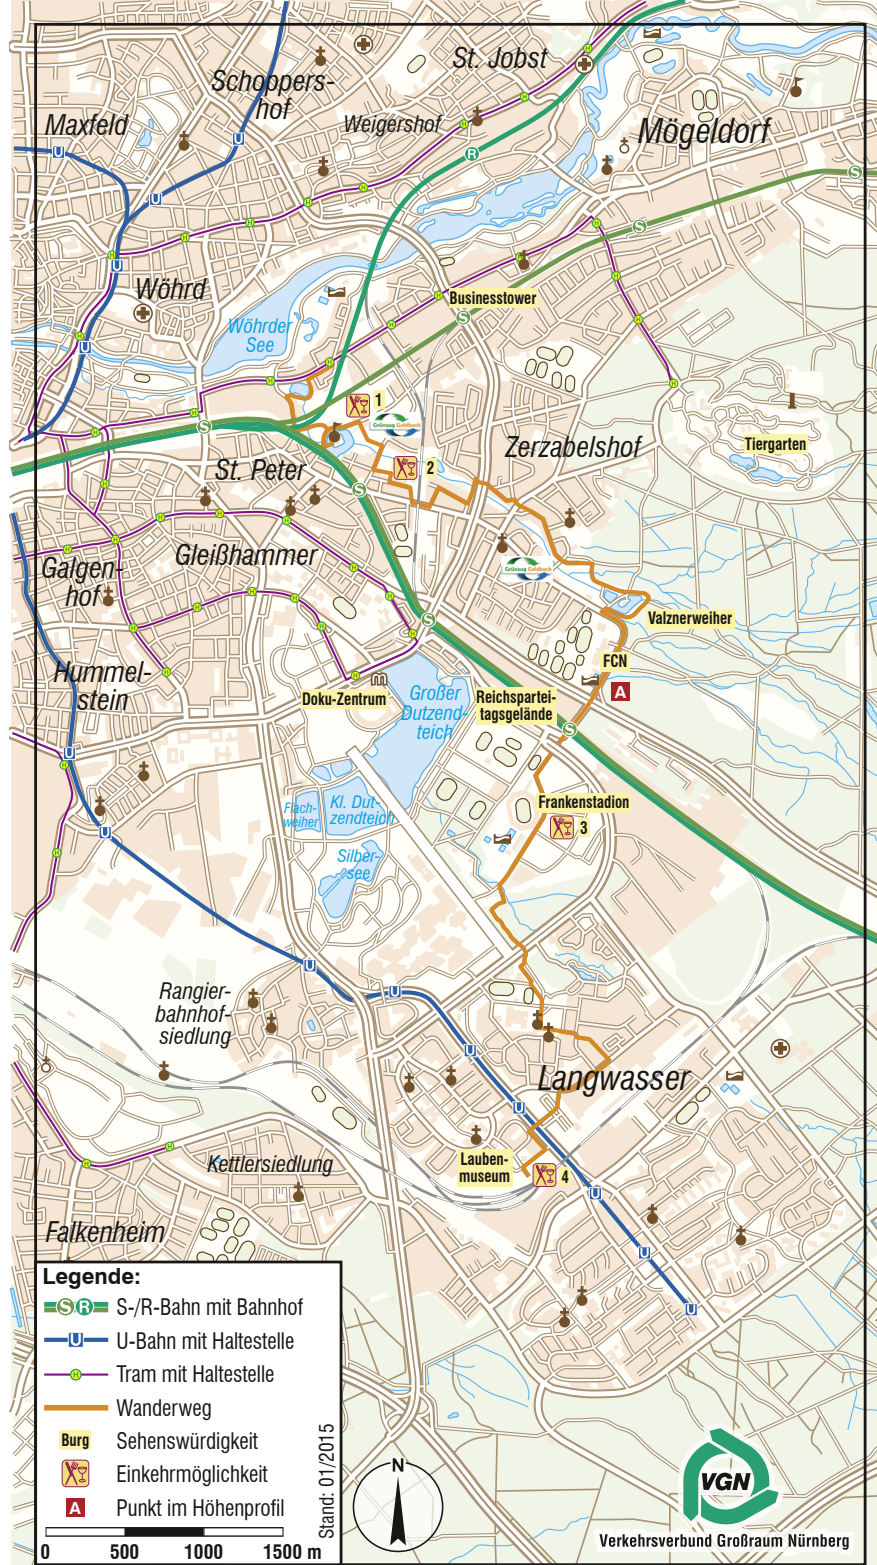 St. Jobst
Schoppers-
hof
Maxfeld
Weigershof
Mögeldorf
Wöhrd
Businesstower
Wöhrder
See
1
Grünzug Goldbach
Zerzabelshof
Tiergarten
St. Peter
2
Gleißhammer
Galgen-
hof
Grünzug Goldbach
Valznerweiher
Hummel-
stein
FCN
A
Doku-Zentrum
Großer
Dutzend-
teich
Reichspartei-
tagsgelände
Flach-
weiher
Kl. Dut-
zendteich
Frankenstadion
3
Silber-
see
Rangier-
bahnhof-
siedlung
Langwasser
Lauben-
museum
4
Kettlersiedlung
Falkenheim
Legende:
S R S-/R-Bahn mit Bahnhof
U U-Bahn mit Haltestelle
H Tram mit Haltestelle
Wanderweg
Burg Sehenswürdigkeit
Einkehrmöglichkeit
A Punkt im Höhenprofil
0 500 1000 1500 m
Stand: 01/2015
N
VGN
Verkehrsverbund Großraum Nürnberg